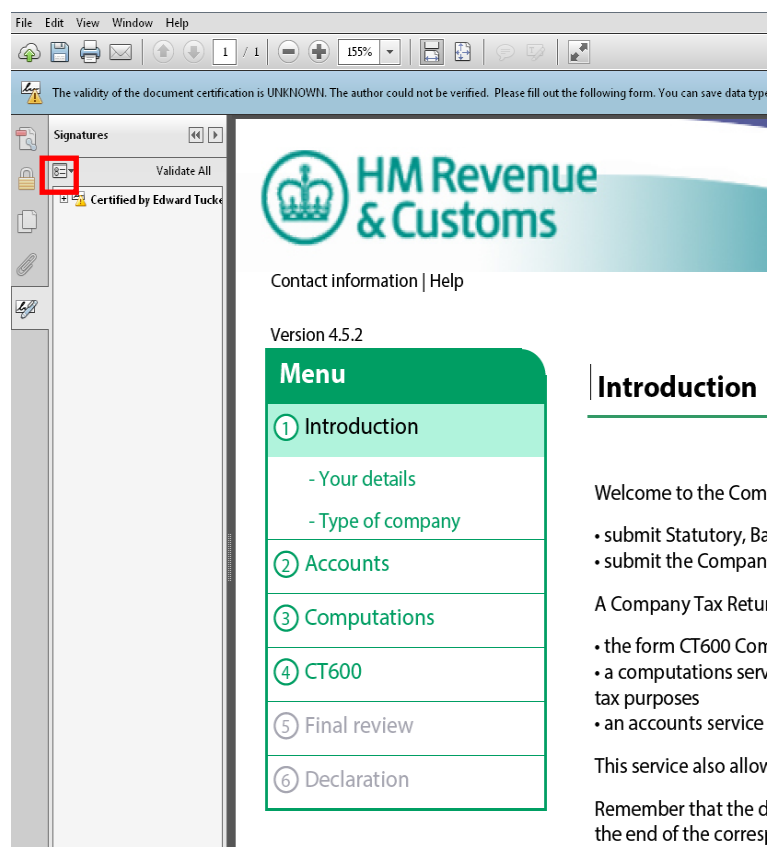 File Edit View Window Help
1 / 1 155%
The validity of the document certification is UNKNOWN. The author could not be verified. Please fill out the following form. You can save data type
Signatures
Validate All
Certified by Edward Tucke
HM Revenue
& Customs
Contact information | Help
Version 4.5.2
Menu
1 Introduction
- Your details
- Type of company
2 Accounts
3 Computations
4 CT600
5 Final review
6 Declaration
Introduction
Welcome to the Com
• submit Statutory, Ba
• submit the Compan
A Company Tax Retu
• the form CT600 Com
• a computations serv
tax purposes
• an accounts service
This service also allow
Remember that the d
the end of the corresp